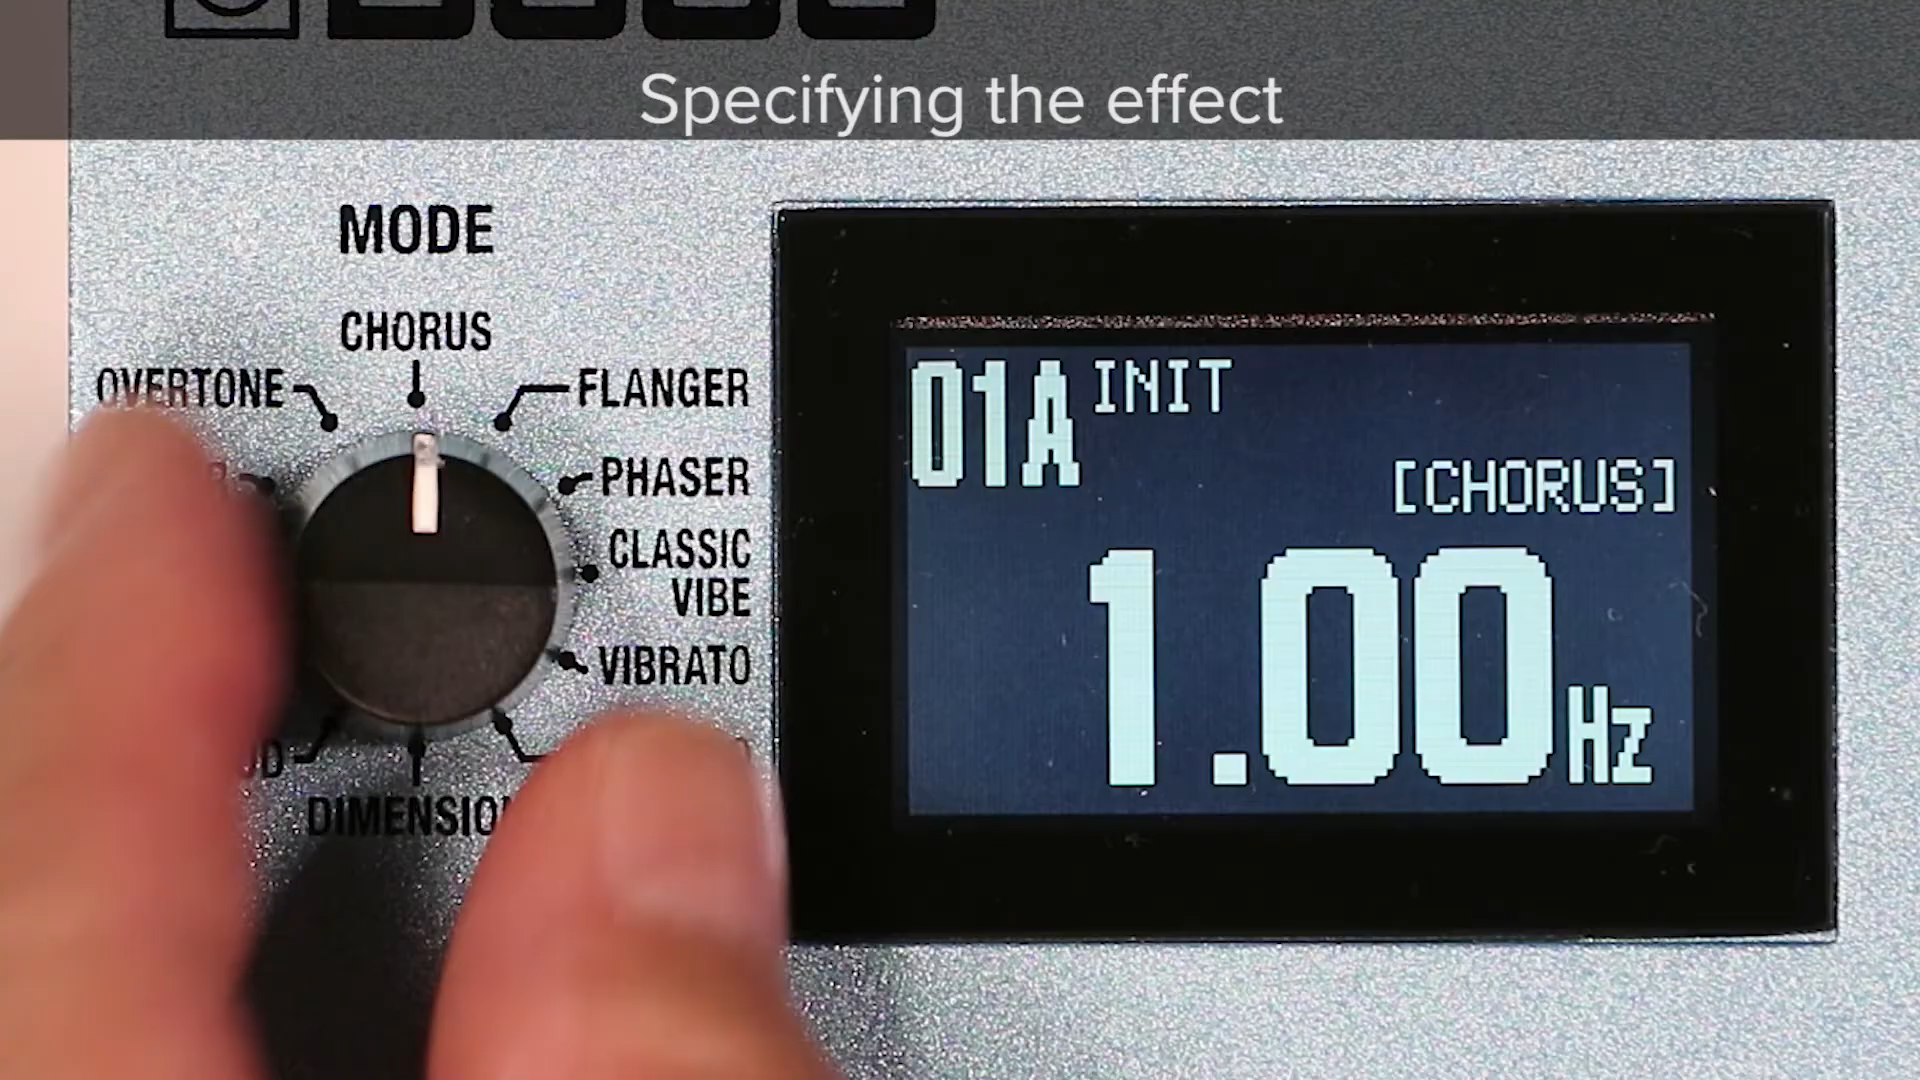 Specifying the effect
MODE
CHORUS
OVERTONE
FLANGER
PHASER
CLASSIC
VIBE
VIBRATO
01A INIT
[CHORUS]
1.00 Hz